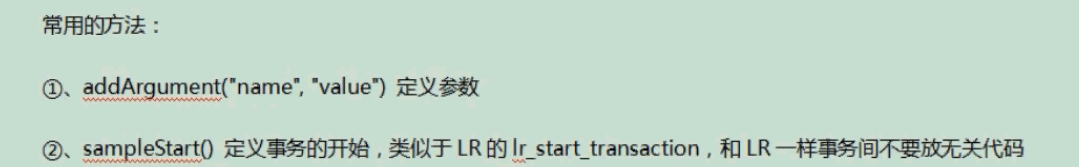 常用的方法：
①、addArgument("name", "value") 定义参数
②、sampleStart() 定义事务的开始，类似于 LR 的 lr_start_transaction，和 LR 一样事务间不要放无关代码